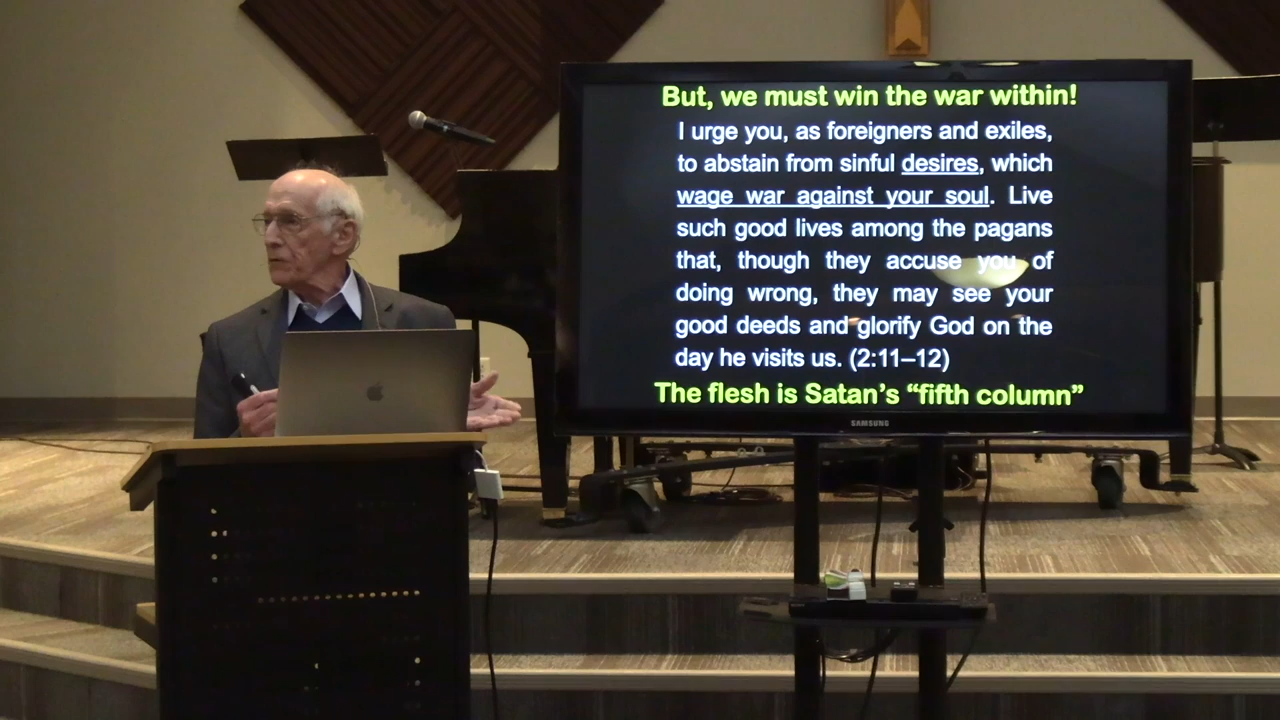 But, we must win the war within!
I urge you, as foreigners and exiles,
to abstain from sinful desires, which
wage war against your soul. Live
such good lives among the pagans
that, though they accuse you of
doing wrong, they may see your
good deeds and glorify God on the
day he visits us. (2:11–12)
The flesh is Satan’s “fifth column”
SAMSUNG